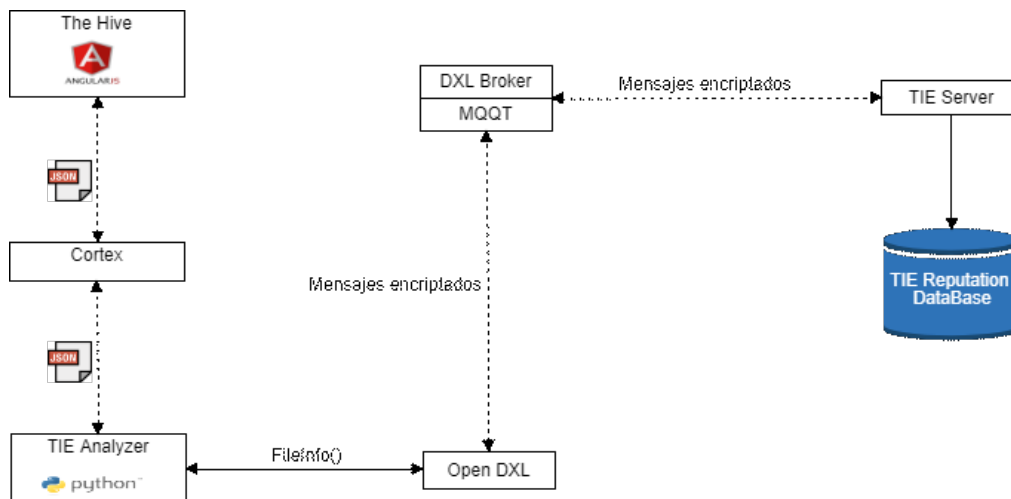 The Hive
ANGULARJS
JSON
Cortex
JSON
TIE Analyzer
python
FileInfo()
Open DXL
Mensajes encriptados
DXL Broker
MQQT
Mensajes encriptados
TIE Server
TIE Reputation
DataBase